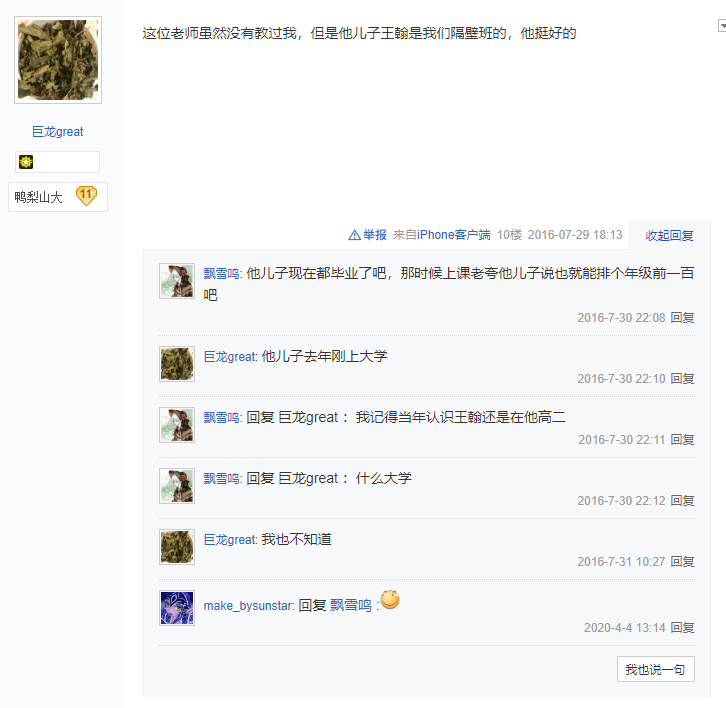 这位老师虽然没有教过我，但是他儿子王翰是我们隔壁班的，他挺好的
巨龙great
鸭梨山大 11
举报 来自iPhone客户端 10楼 2016-07-29 18:13 收起回复
飘雪鸣: 他儿子现在都毕业了吧，那时候上课老夸他儿子说也就能排个年级前一百
吧
2016-7-30 22:08 回复
巨龙great: 他儿子去年刚上大学
2016-7-30 22:10 回复
飘雪鸣: 回复 巨龙great ：我记得当年认识王翰还是在他高二
2016-7-30 22:11 回复
飘雪鸣: 回复 巨龙great ：什么大学
2016-7-30 22:12 回复
巨龙great: 我也不知道
2016-7-31 10:27 回复
make_bysunstar: 回复 飘雪鸣 :
2020-4-4 13:14 回复
我也说一句